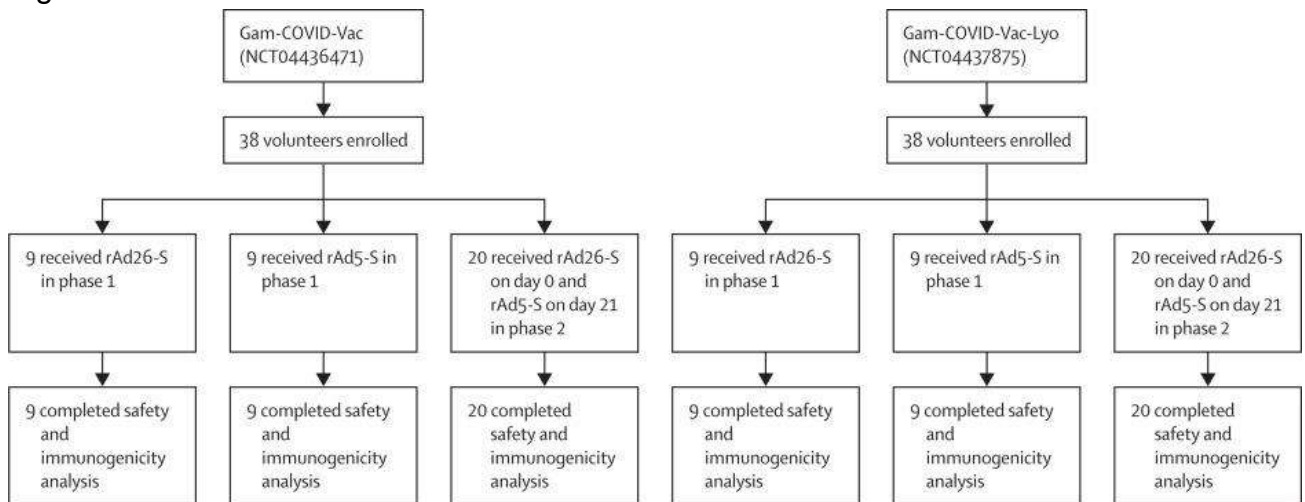 Gam-COVID-Vac
(NCT04436471)
Gam-COVID-Vac-Lyo
(NCT04437875)
38 volunteers enrolled
38 volunteers enrolled
9 received rAd26-S
in phase 1
9 received rAd5-S in
phase 1
20 received rAd26-S
on day 0 and
rAd5-S on day 21
in phase 2
9 received rAd26-S
in phase 1
9 received rAd5-S in
phase 1
20 received rAd26-S
on day 0 and
rAd5-S on day 21
in phase 2
9 completed safety
and
immunogenicity
analysis
9 completed safety
and
immunogenicity
analysis
20 completed
safety and
immunogenicity
analysis
9 completed safety
and
immunogenicity
analysis
9 completed safety
and
immunogenicity
analysis
20 completed
safety and
immunogenicity
analysis